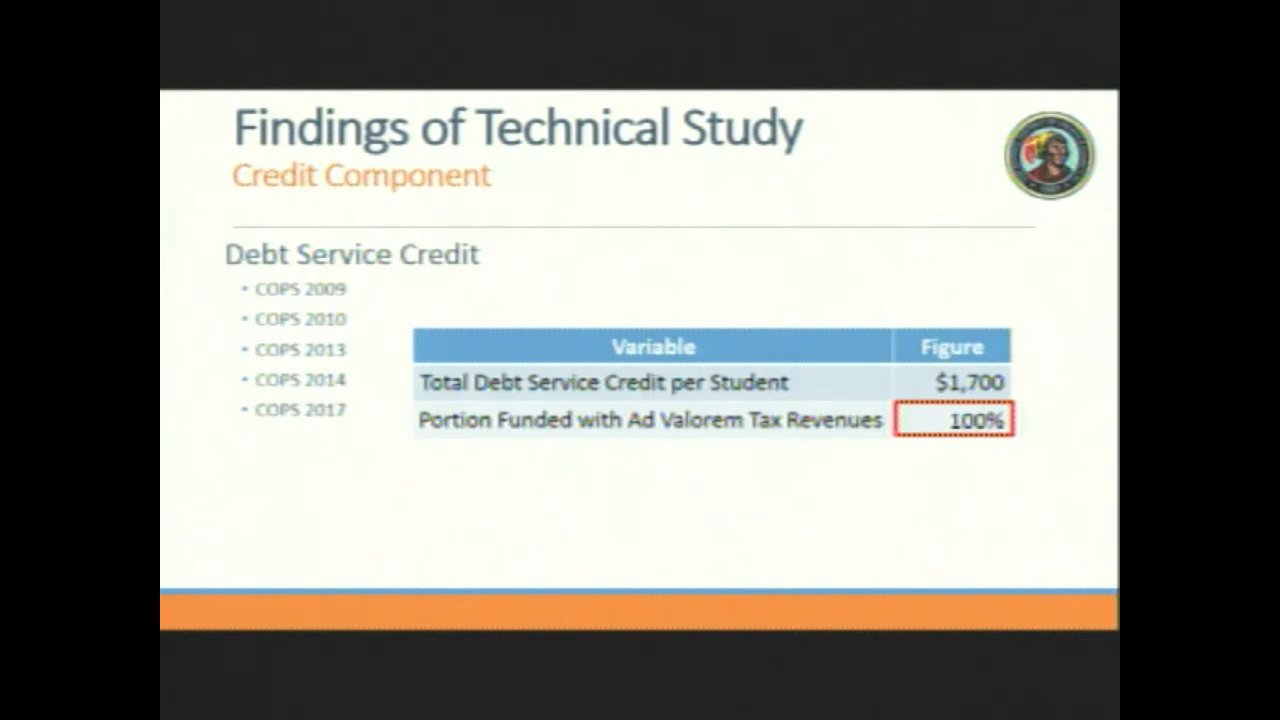 Findings of Technical Study
Credit Component
Debt Service Credit
• COPS 2009
• COPS 2010
• COPS 2013
• COPS 2014
• COPS 2017
Variable Figure
Total Debt Service Credit per Student $1,700
Portion Funded with Ad Valorem Tax Revenues 100%